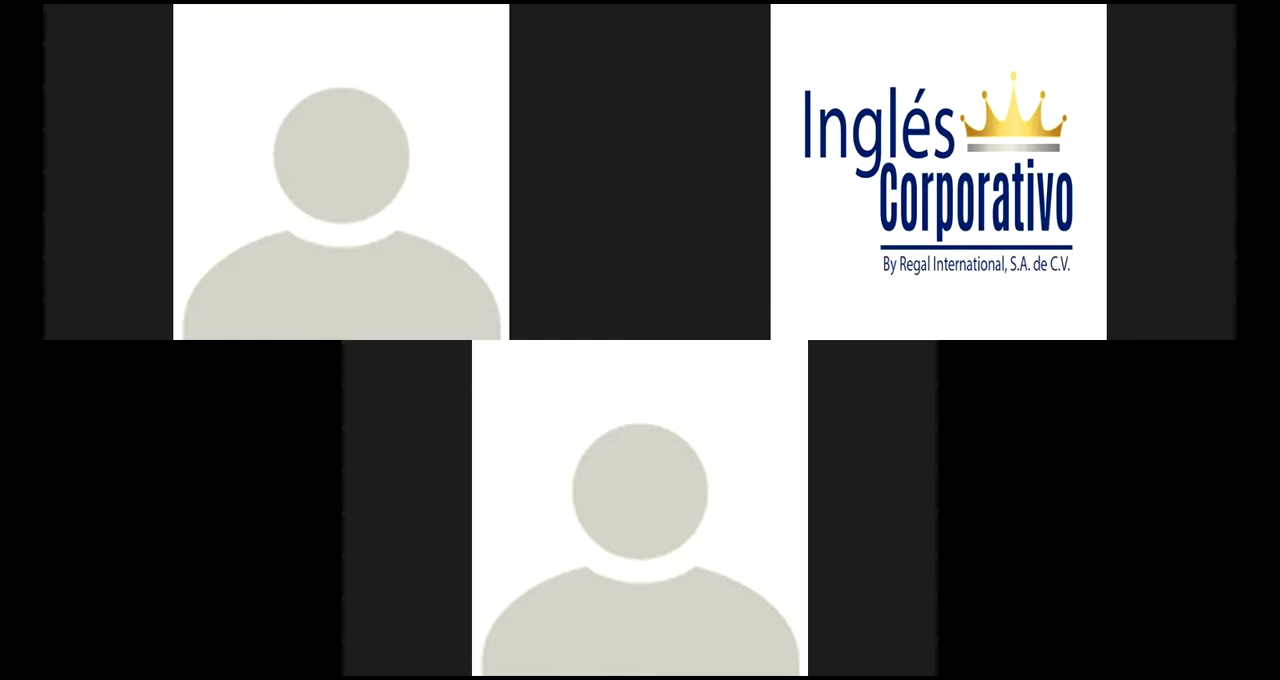 Inglés
Corporativo
By Regal International, S.A. de C.V.